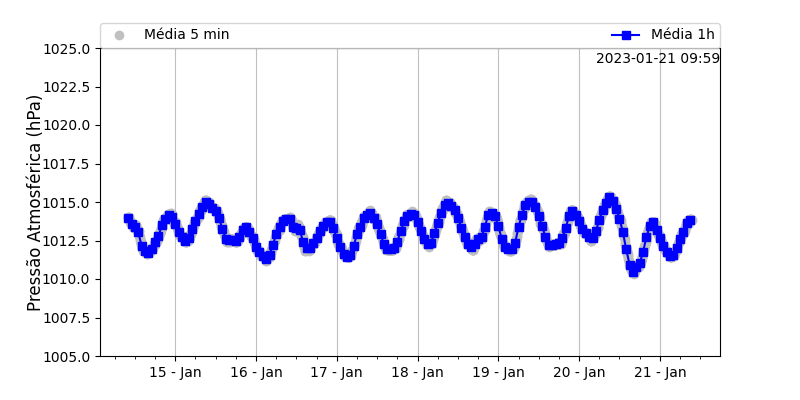 Média 5 min
Média 1h
2023-01-21 09:59
Pressão Atmosférica (hPa)
1025.0
1022.5
1020.0
1017.5
1015.0
1012.5
1010.0
1007.5
1005.0
15 - Jan
16 - Jan
17 - Jan
18 - Jan
19 - Jan
20 - Jan
21 - Jan